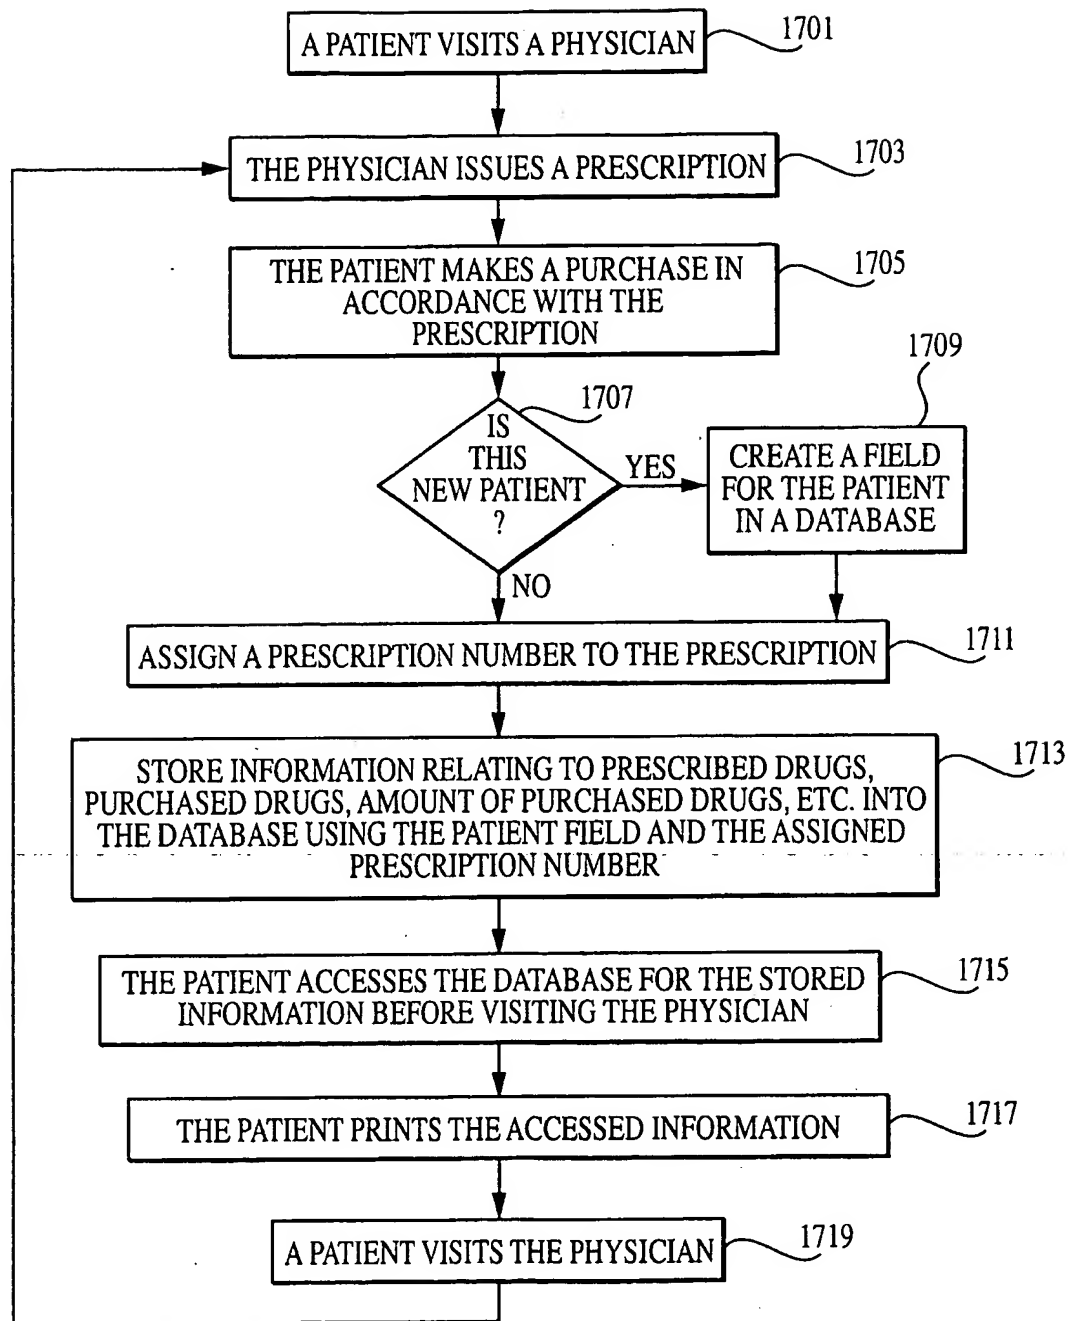 A PATIENT VISITS A PHYSICIAN
1701
THE PHYSICIAN ISSUES A PRESCRIPTION
1703
THE PATIENT MAKES A PURCHASE IN
ACCORDANCE WITH THE
PRESCRIPTION
1705
1707
IS
THIS
NEW PATIENT
?
YES
NO
1709
CREATE A FIELD
FOR THE PATIENT
IN A DATABASE
ASSIGN A PRESCRIPTION NUMBER TO THE PRESCRIPTION
1711
STORE INFORMATION RELATING TO PRESCRIBED DRUGS,
PURCHASED DRUGS, AMOUNT OF PURCHASED DRUGS, ETC. INTO
THE DATABASE USING THE PATIENT FIELD AND THE ASSIGNED
PRESCRIPTION NUMBER
1713
THE PATIENT ACCESSES THE DATABASE FOR THE STORED
INFORMATION BEFORE VISITING THE PHYSICIAN
1715
THE PATIENT PRINTS THE ACCESSED INFORMATION
1717
A PATIENT VISITS THE PHYSICIAN
1719